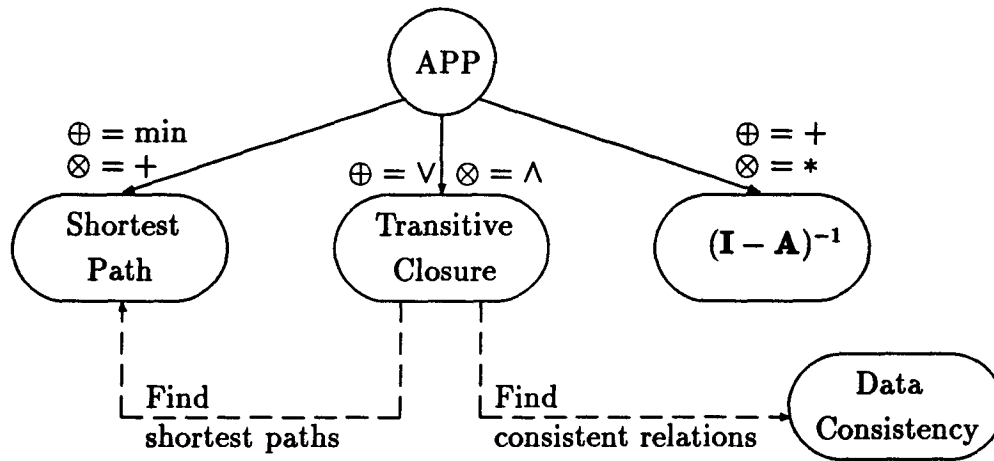 APP
⊕ = min
⊗ = +
⊕ = ∨ ⊗ = ∧
⊕ = +
⊗ = *
Shortest
Path
Transitive
Closure
(I − A)⁻¹
Find
shortest paths
Find
consistent relations
Data
Consistency